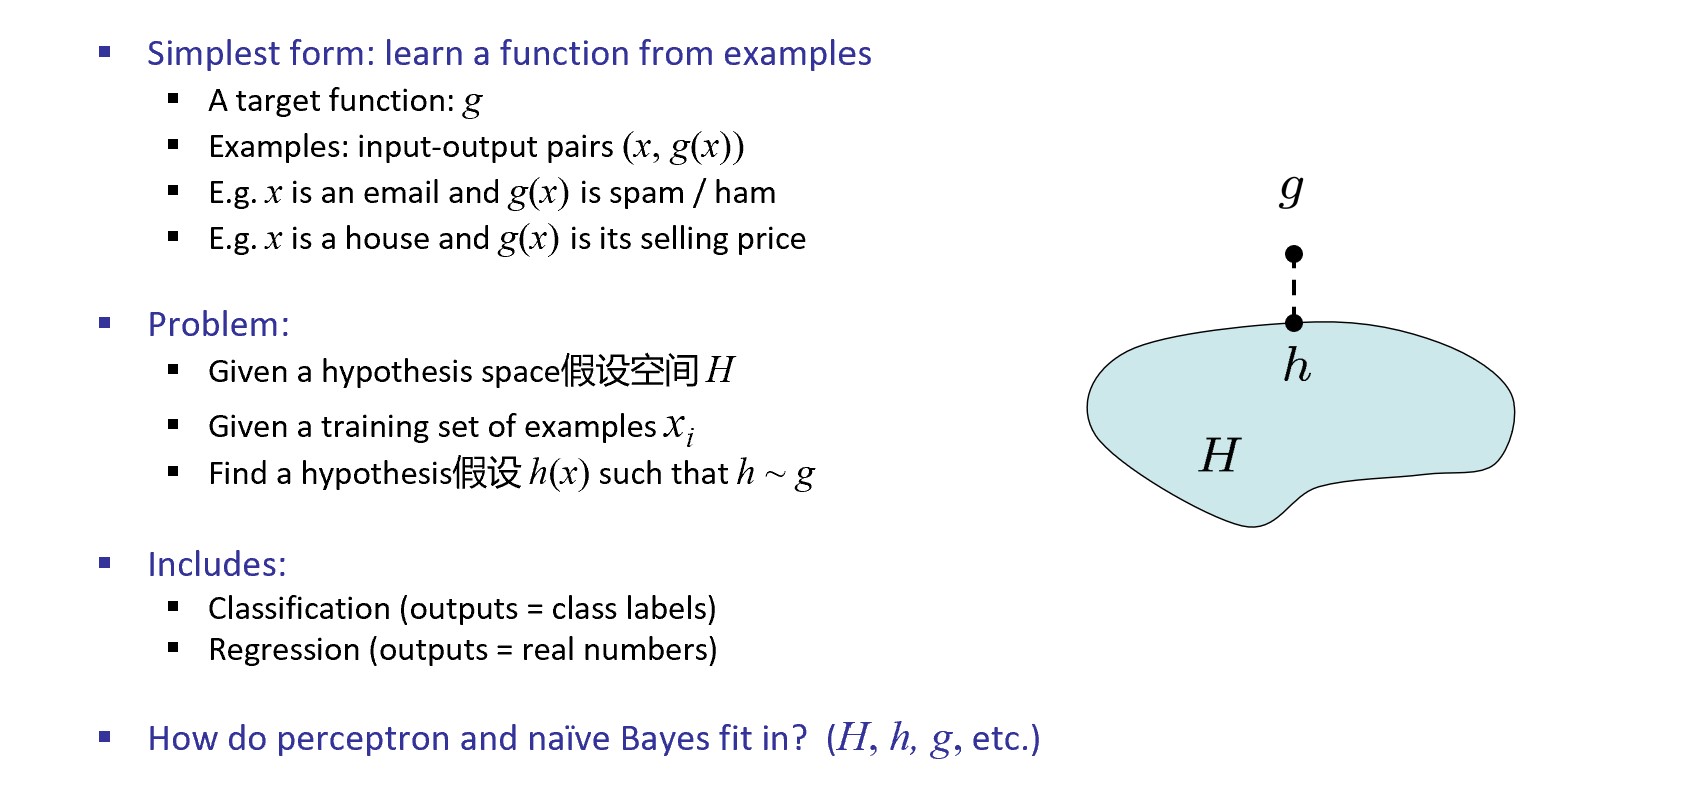 Simplest form: learn a function from examples
A target function: g
Examples: input-output pairs (x, g(x))
E.g. x is an email and g(x) is spam / ham
E.g. x is a house and g(x) is its selling price
Problem:
Given a hypothesis space假设空间 H
Given a training set of examples xᵢ
Find a hypothesis假设 h(x) such that h ~ g
Includes:
Classification (outputs = class labels)
Regression (outputs = real numbers)
How do perceptron and naïve Bayes fit in? (H, h, g, etc.)
g
h
H